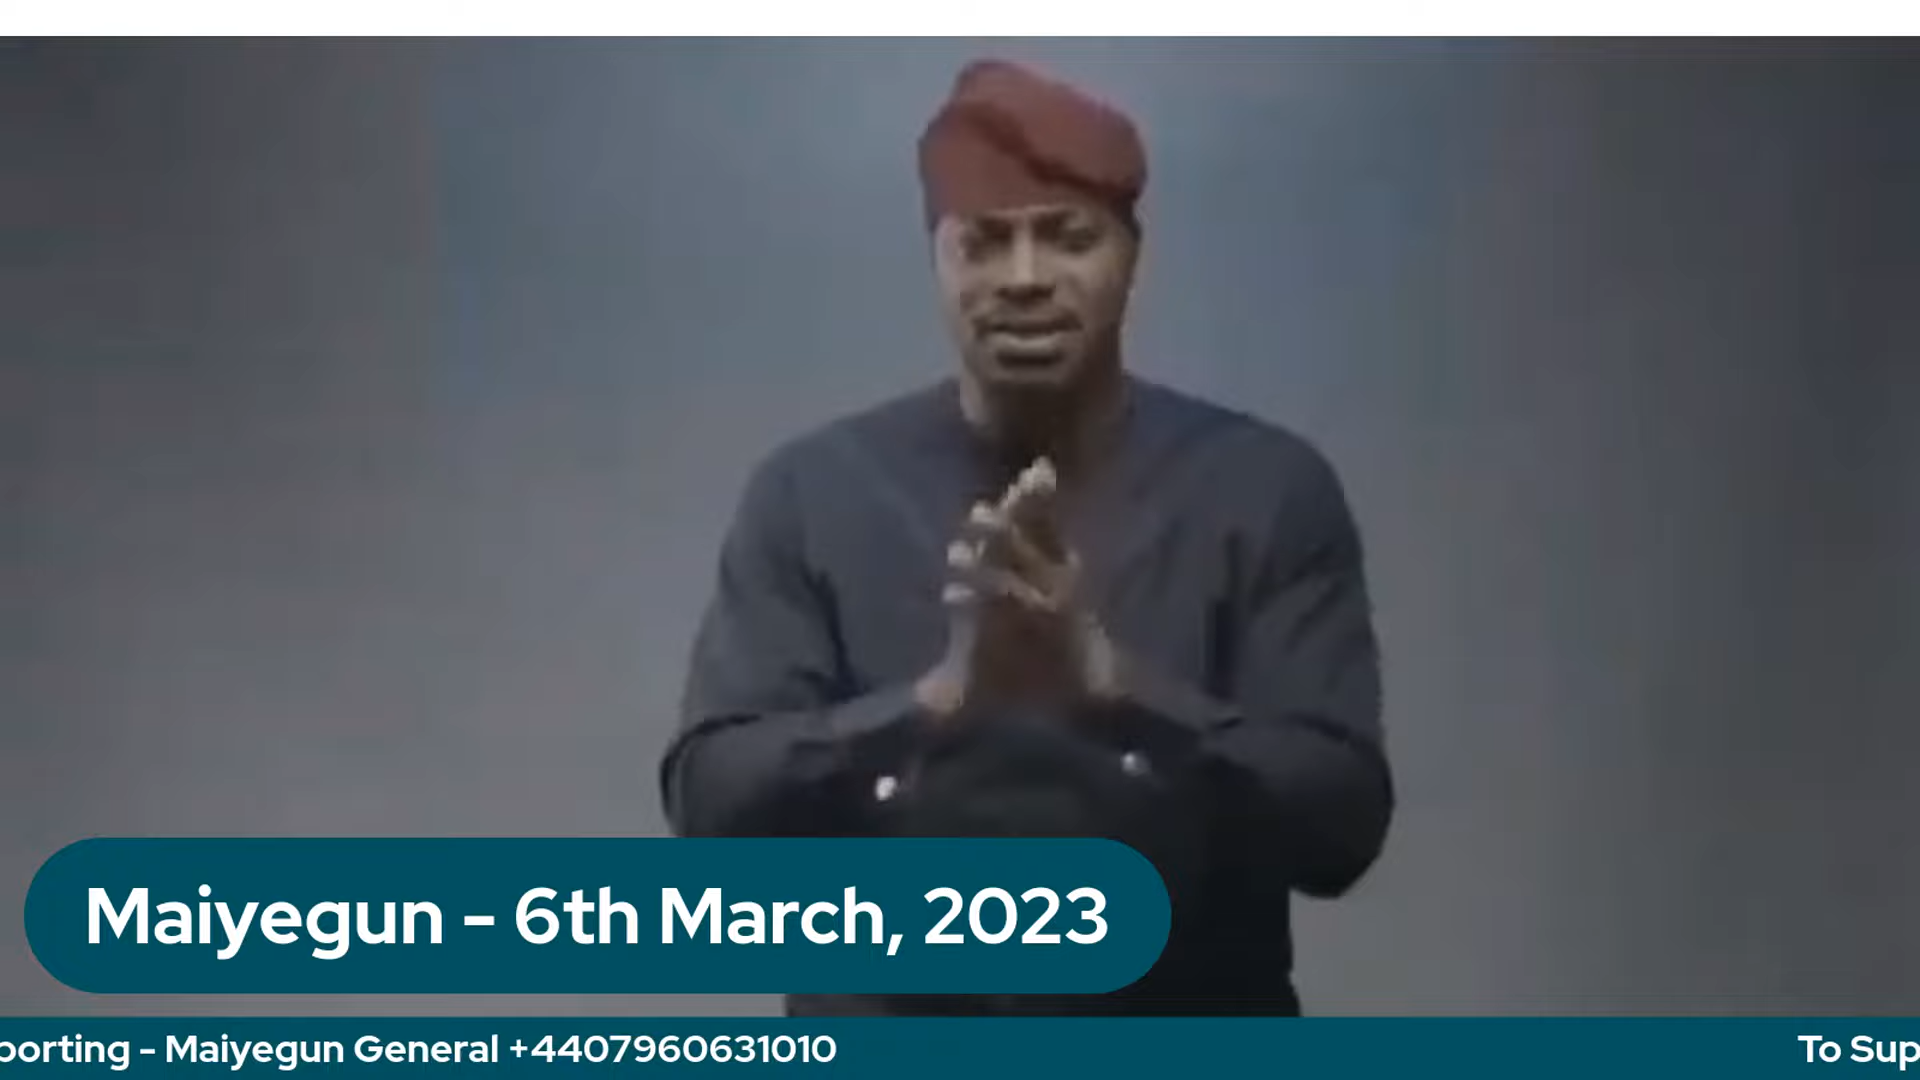 Maiyegun - 6th March, 2023
porting - Maiyegun General +4407960631010
To Sup